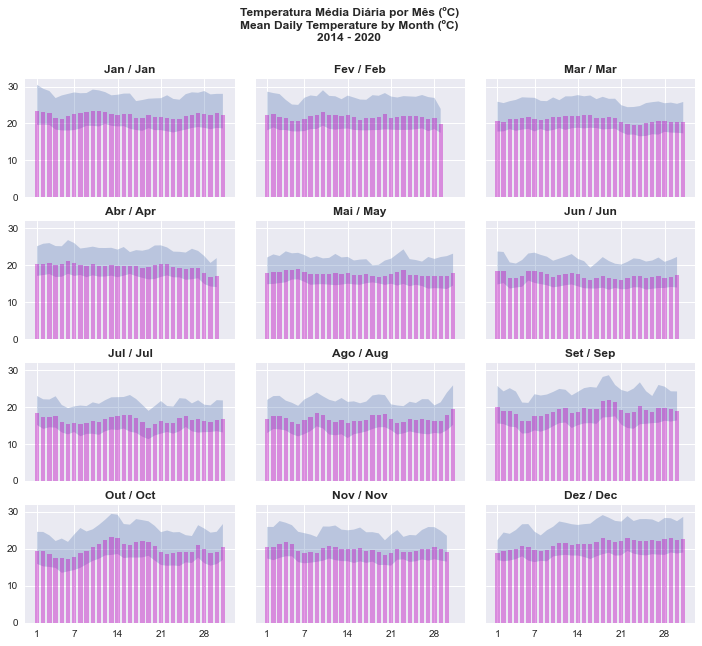 Temperatura Média Diária por Mês (ºC)
Mean Daily Temperature by Month (ºC)
2014 - 2020
Jan / Jan
Fev / Feb
Mar / Mar
30
20
10
0
Abr / Apr
Mai / May
Jun / Jun
30
20
10
0
Jul / Jul
Ago / Aug
Set / Sep
30
20
10
0
Out / Oct
Nov / Nov
Dez / Dec
30
20
10
0
1 7 14 21 28 1 7 14 21 28 1 7 14 21 28